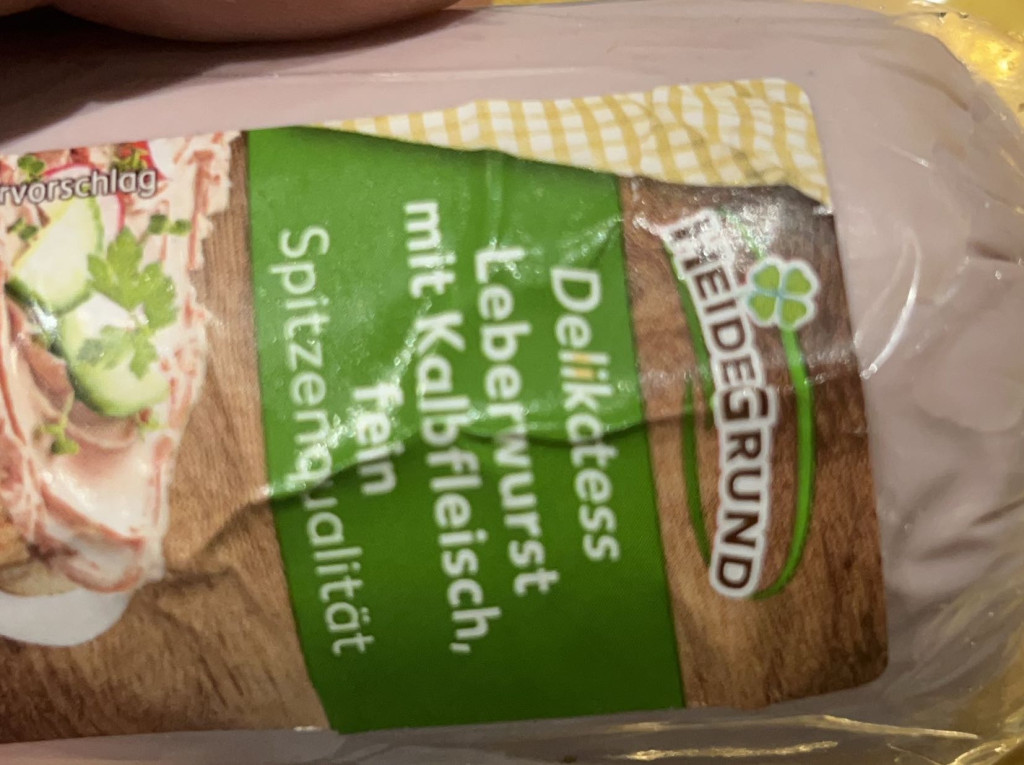 HEIDEGRUND
Delikatess
Leberwurst
mit Kalbfleisch,
fein
Spitzenqualität
rvorschlag